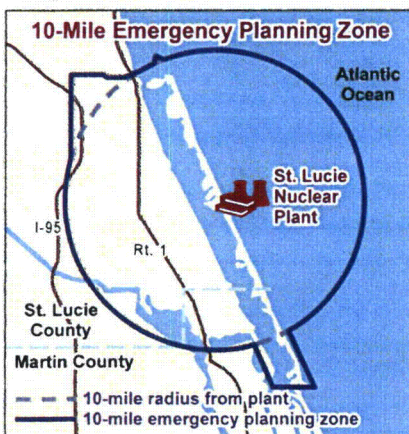 10-Mile Emergency Planning Zone
Atlantic
Ocean
St. Lucie
Nuclear
Plant
I-95
Rt. 1
St. Lucie
County
Martin County
10-mile radius from plant
10-mile emergency planning zone